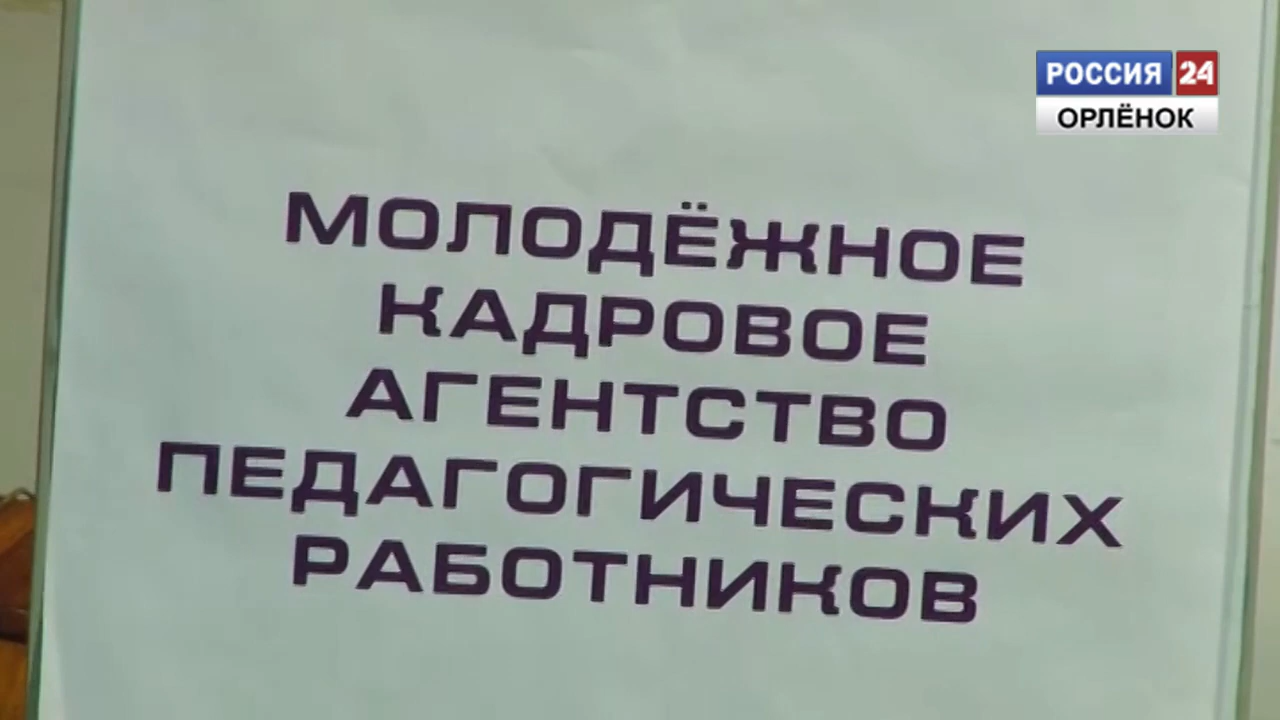 РОССИЯ 24
ОРЛЁНОК
МОЛОДЁЖНОЕ
КАДРОВОЕ
АГЕНТСТВО
ПЕДАГОГИЧЕСКИХ
РАБОТНИКОВ